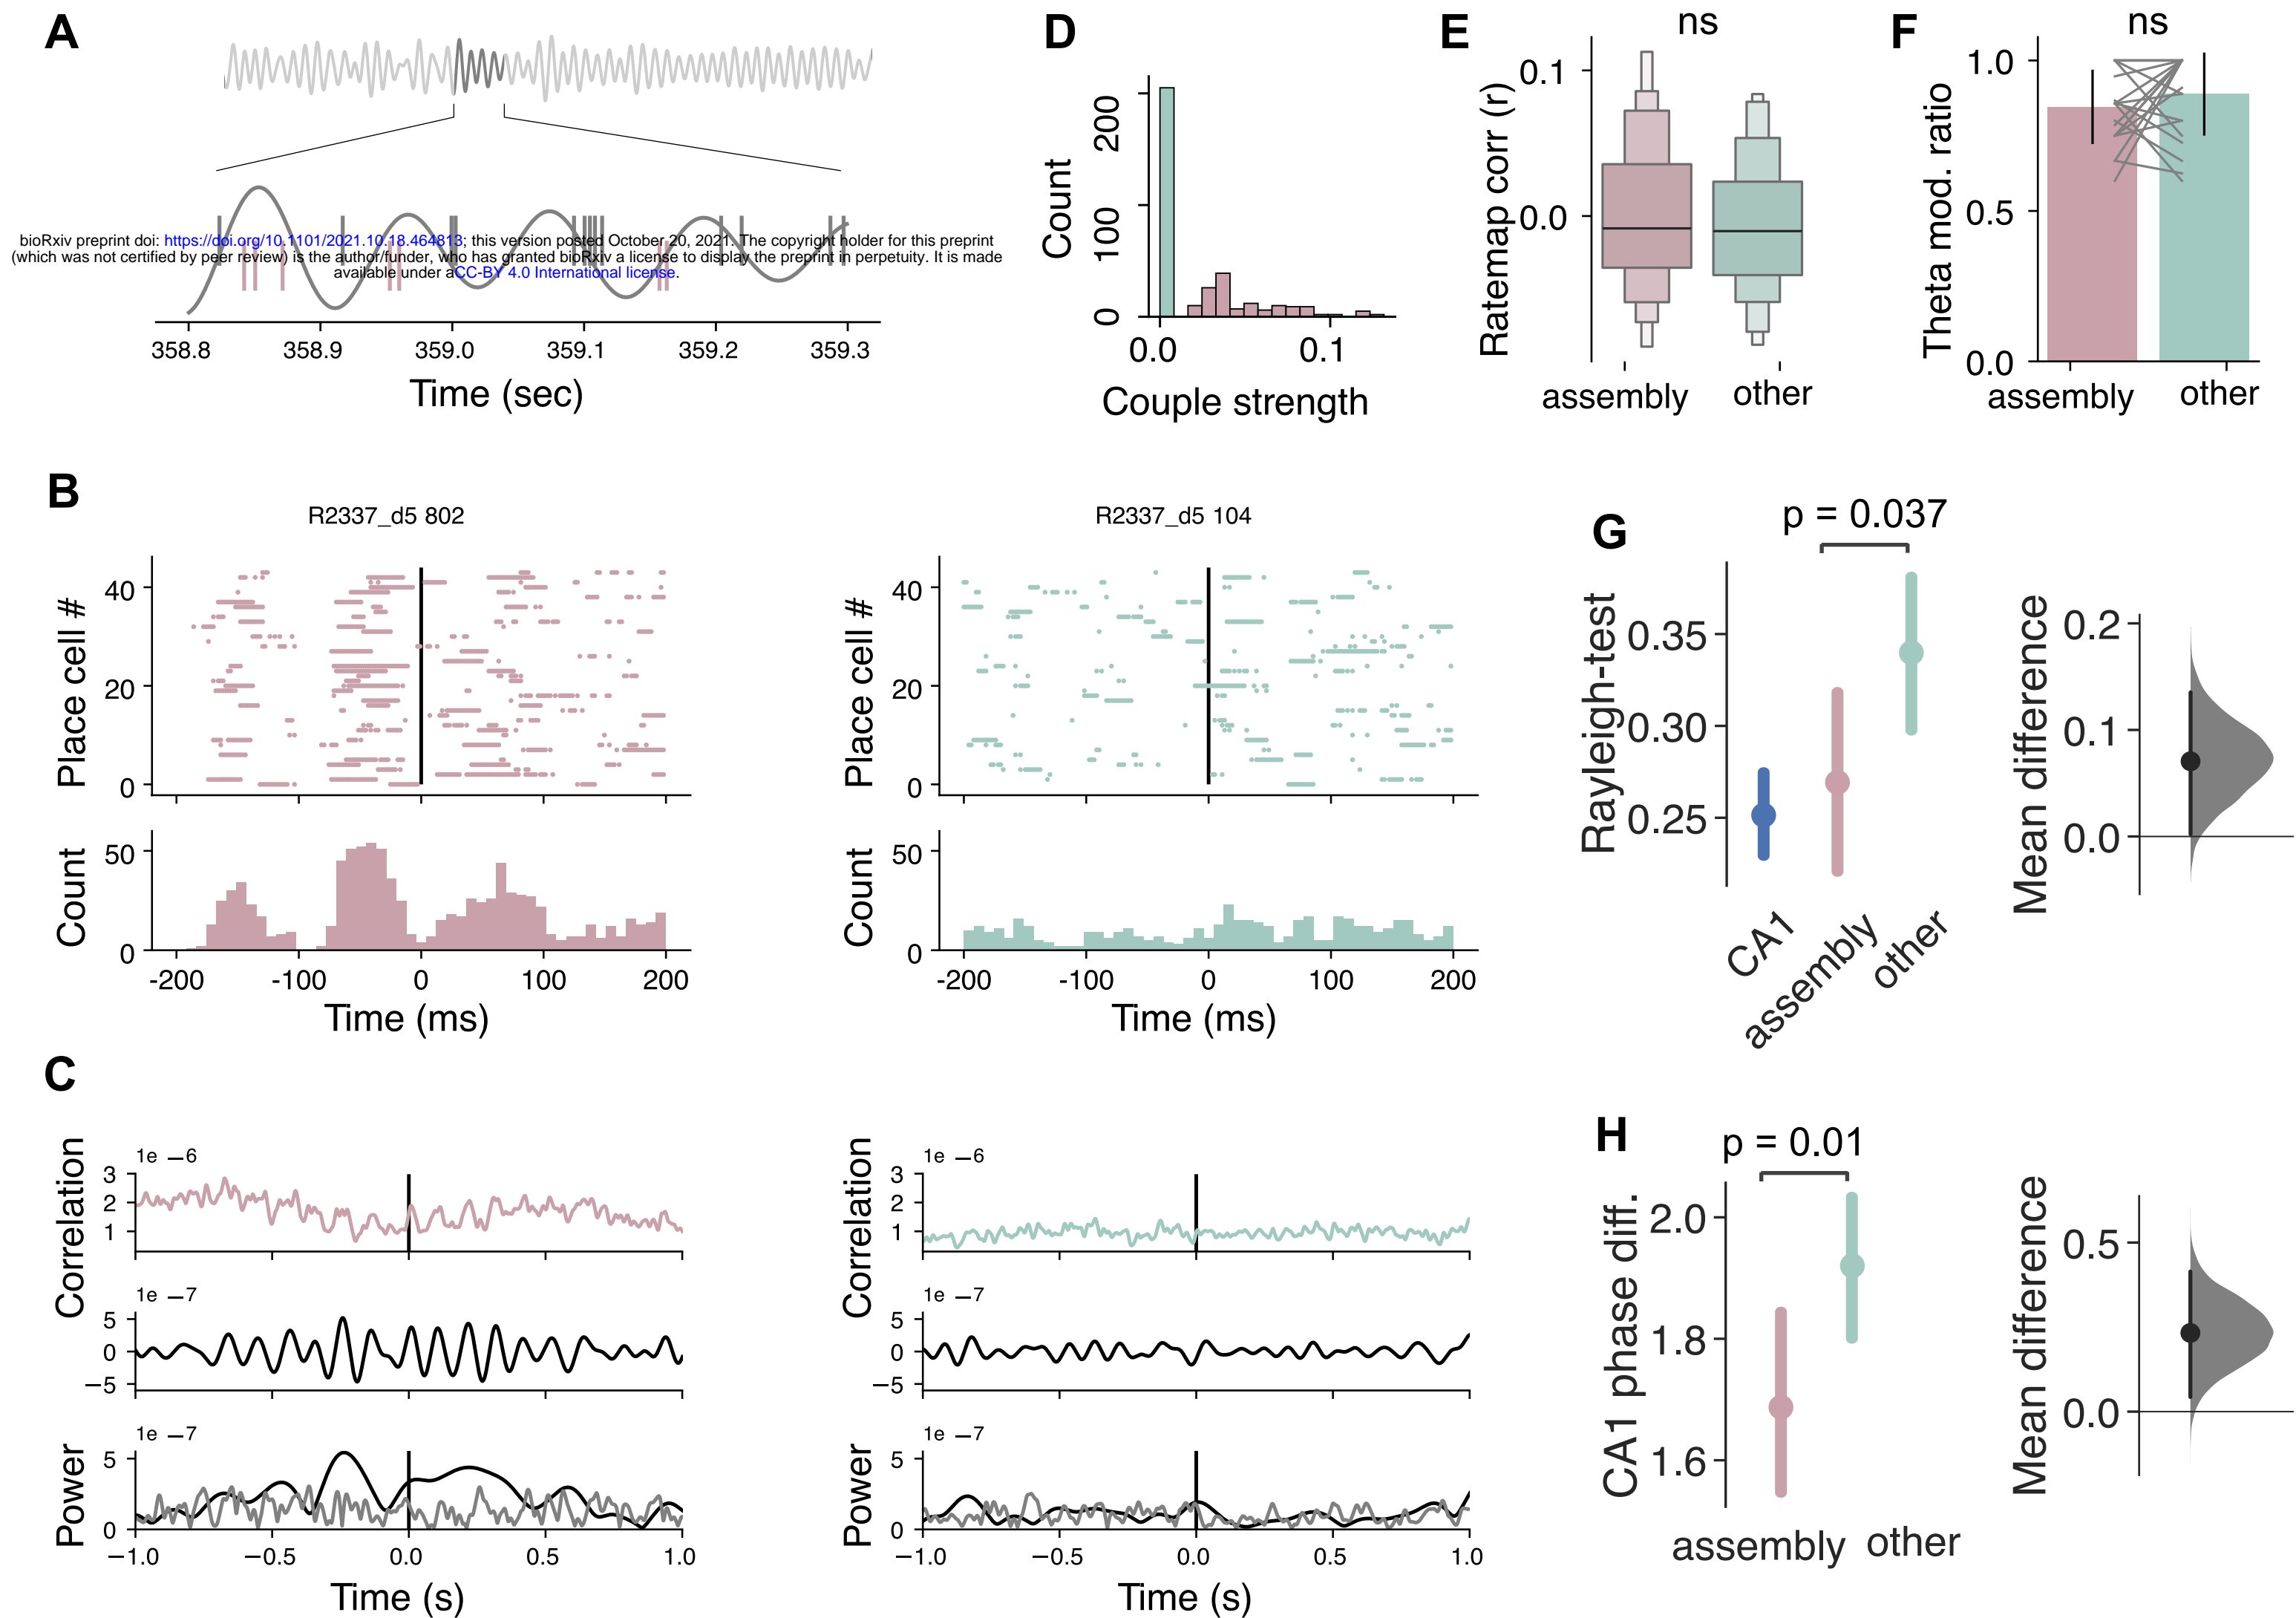 A
bioRxiv preprint doi: https://doi.org/10.1101/2021.10.18.464813; this version posted October 20, 2021. The copyright holder for this preprint
(which was not certified by peer review) is the author/funder, who has granted bioRxiv a license to display the preprint in perpetuity. It is made
available under aCC-BY 4.0 International license.
358.8 358.9 359.0 359.1 359.2 359.3
Time (sec)
D
Count
200
100
0
0.0 0.1
Couple strength
E
ns
Ratemap corr (r)
0.1
0.0
assembly other
F
ns
Theta mod. ratio
1.0
0.5
0.0
assembly other
B
R2337_d5 802
Place cell #
40
20
0
Count
50
0
-200 -100 0 100 200
Time (ms)
R2337_d5 104
Place cell #
40
20
0
Count
50
0
-200 -100 0 100 200
Time (ms)
G
p = 0.037
Rayleigh-test
0.35
0.30
0.25
CA1 assembly other
Mean difference
0.2
0.1
0.0
C
Correlation
1e −6
3
2
1
1e −7
5
0
−5
Power
1e −7
5
0
−1.0 −0.5 0.0 0.5 1.0
Time (s)
Correlation
1e −6
3
2
1
1e −7
5
0
−5
Power
1e −7
5
0
−1.0 −0.5 0.0 0.5 1.0
Time (s)
H
p = 0.01
CA1 phase diff.
2.0
1.8
1.6
assembly other
Mean difference
0.5
0.0